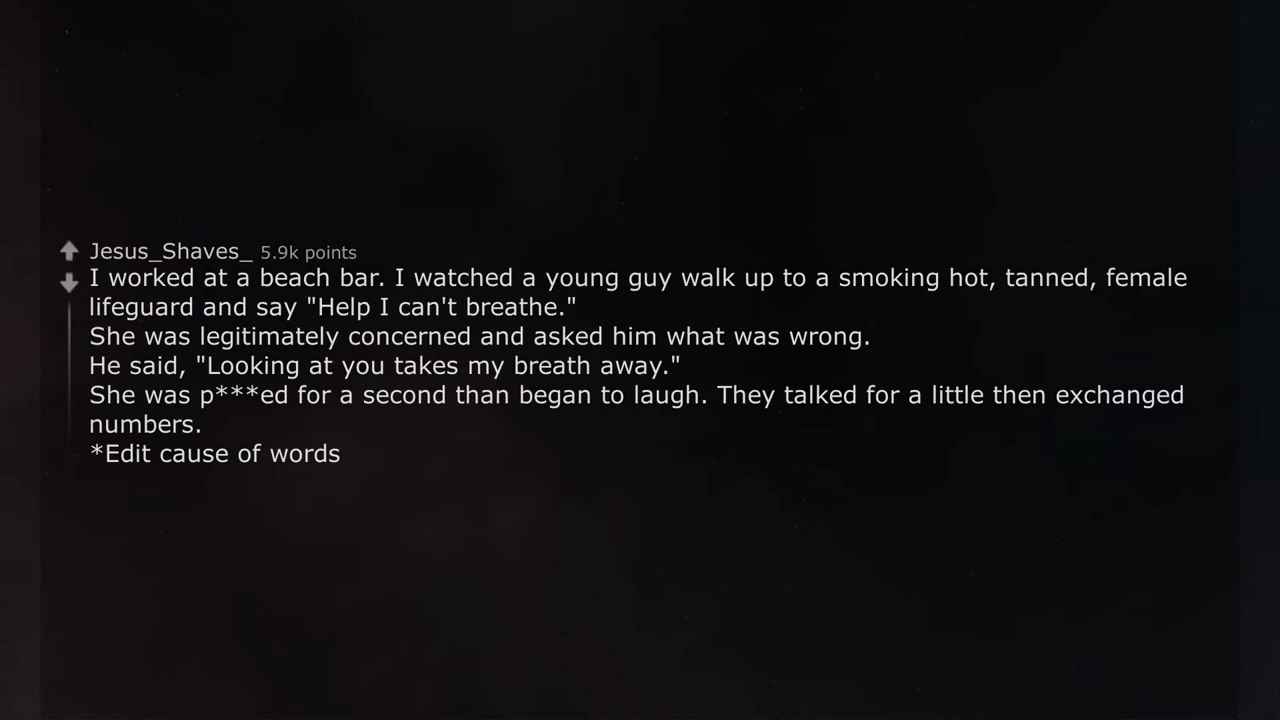 Jesus_Shaves_ 5.9k points
I worked at a beach bar. I watched a young guy walk up to a smoking hot, tanned, female
lifeguard and say "Help I can't breathe."
She was legitimately concerned and asked him what was wrong.
He said, "Looking at you takes my breath away."
She was p***ed for a second than began to laugh. They talked for a little then exchanged
numbers.
*Edit cause of words